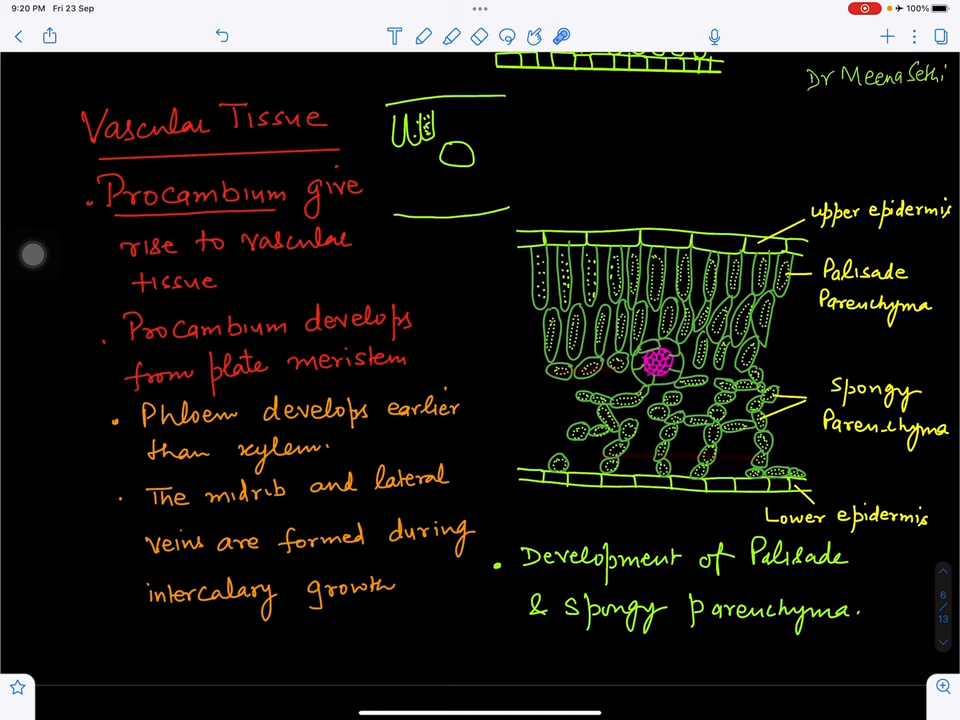 9:20 PM Fri 23 Sep
100%
Dr Meena Sethi
Vascular Tissue
. Procambium give
rise to vascular
tissue
. Procambium develops
from plate meristem
. Phloem develops earlier
than xylem.
. The midrib and lateral
veins are formed during
intercalary growth
upper epidermis
Palisade
Parenchyma
Spongy
Parenchyma
Lower epidermis
. Development of Palisade
& Spongy parenchyma.
6
/
13